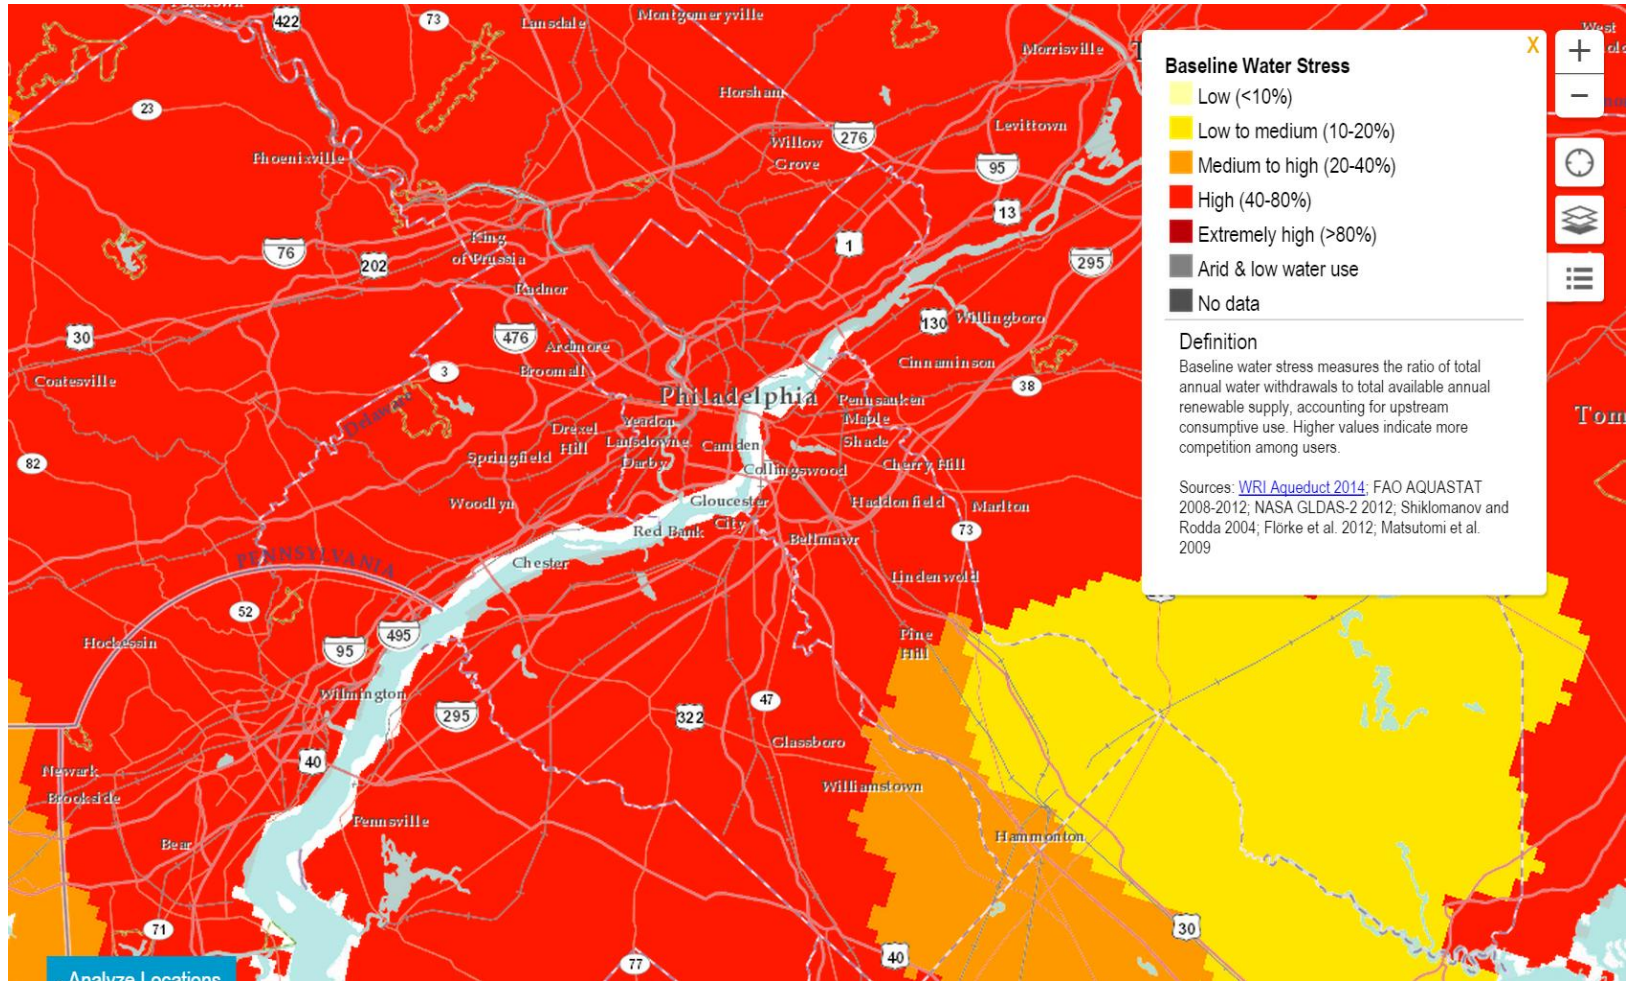 422
73
Lansdale
Montgomeryville
Morrisville
West
23
Horsham
Levittown
Willow
Grove
276
Phoenixville
95
13
King
of Prussia
76
202
1
295
Radnor
30
476
Ardmore
130
Willingboro
3
Broomall
Cinnaminson
Coatesville
38
Philadelphia
Pennsauken
Delaware
Maple
Shade
Drexel
Hill
Yeadon
Lansdowne
Camden
Darby
Springfield
Collingswood
Cherry Hill
82
Woodlyn
Gloucester
City
Haddonfield
Marlton
Red Bank
Bellmawr
73
PENNSYLVANIA
Chester
Lindenwold
52
495
Hockessin
95
Pine
Hill
Wilmington
295
47
322
Glassboro
40
Newark
Brookside
Williamstown
Pennsville
Hammonton
Bear
71
30
40
77
Analyze Locations
X
Baseline Water Stress
Low (<10%)
Low to medium (10-20%)
Medium to high (20-40%)
High (40-80%)
Extremely high (>80%)
Arid & low water use
No data
Definition
Baseline water stress measures the ratio of total
annual water withdrawals to total available annual
renewable supply, accounting for upstream
consumptive use. Higher values indicate more
competition among users.
Sources: WRI Aqueduct 2014; FAO AQUASTAT
2008-2012; NASA GLDAS-2 2012; Shiklomanov and
Rodda 2004; Flörke et al. 2012; Matsutomi et al.
2009
+
−
Tom